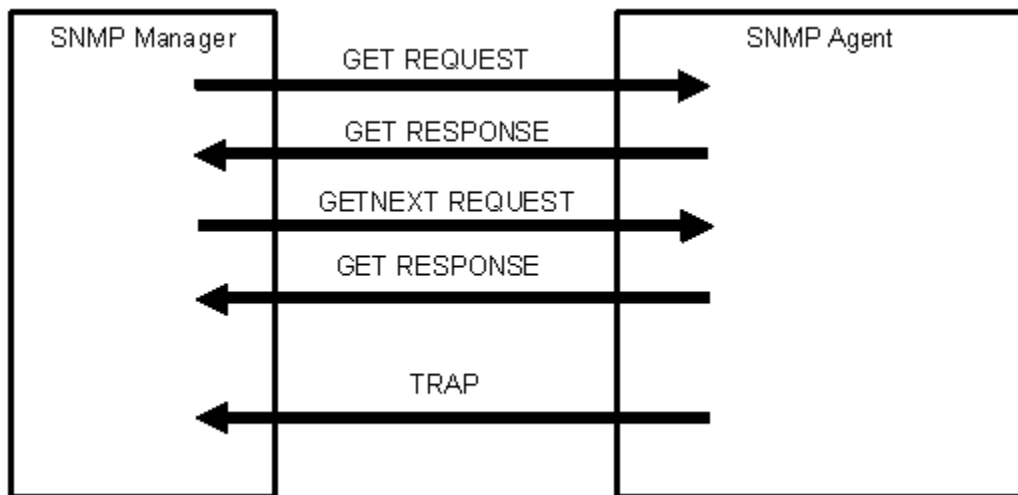 SNMP Manager
SNMP Agent
GET REQUEST
GET RESPONSE
GETNEXT REQUEST
GET RESPONSE
TRAP